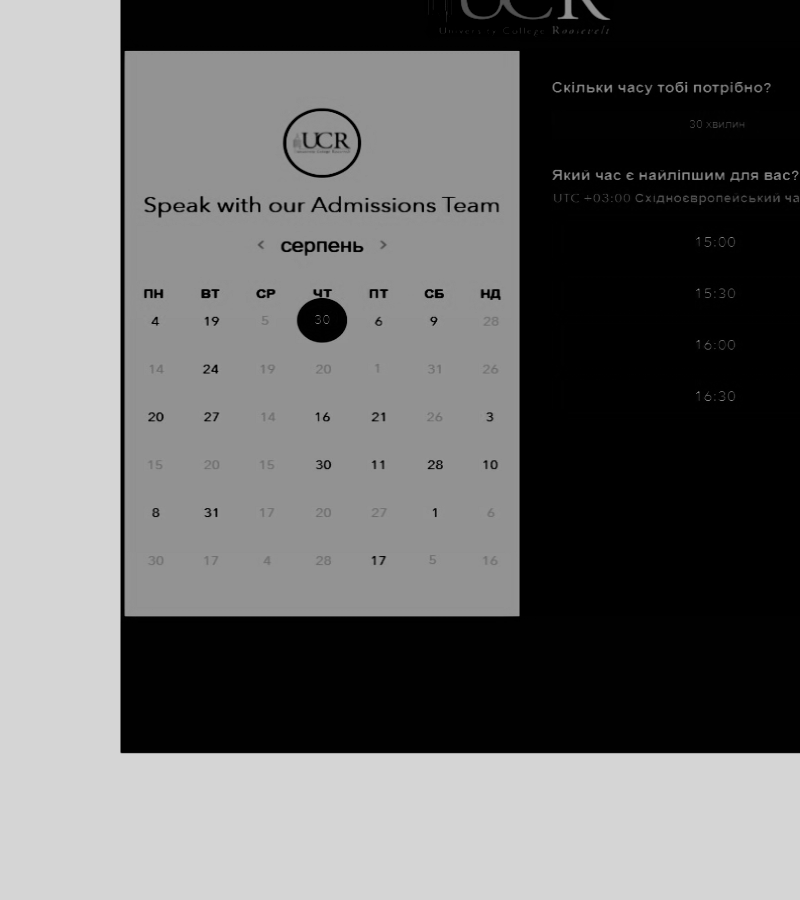 UCR
University College Roosevelt
UCR
Speak with our Admissions Team
< серпень >
ПН ВТ СР ЧТ ПТ СБ НД
4 19 5 30 6 9 28
14 24 19 20 1 31 26
20 27 14 16 21 26 3
15 20 15 30 11 28 10
8 31 17 20 27 1 6
30 17 4 28 17 5 16
Скільки часу тобі потрібно?
30 хвилин
Який час є найліпшим для вас?
UTC +03:00 Східноєвропейський ча
15:00
15:30
16:00
16:30